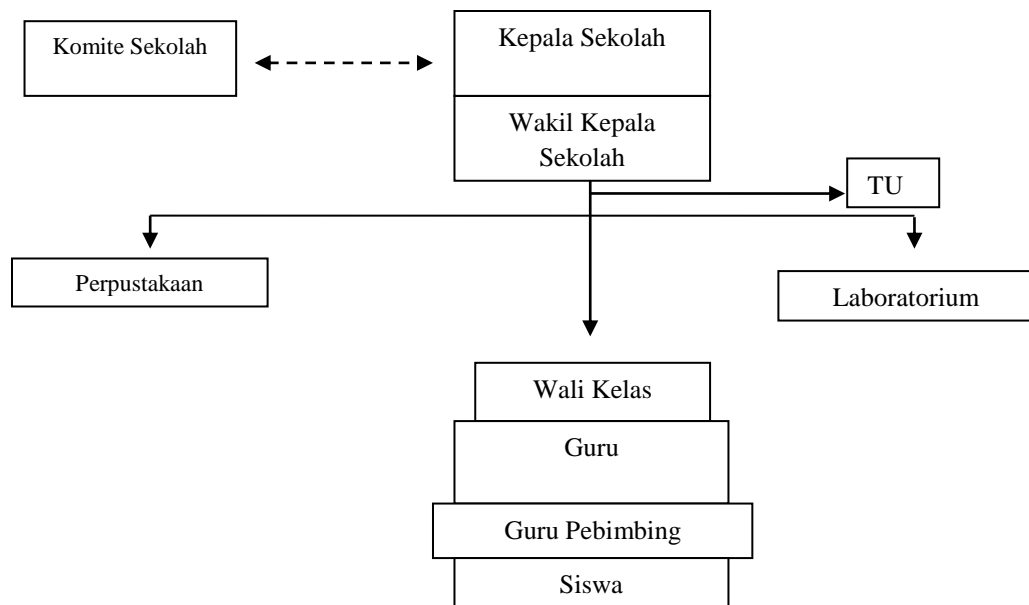 Komite Sekolah
Kepala Sekolah
Wakil Kepala
Sekolah
TU
Perpustakaan
Laboratorium
Wali Kelas
Guru
Guru Pebimbing
Siswa